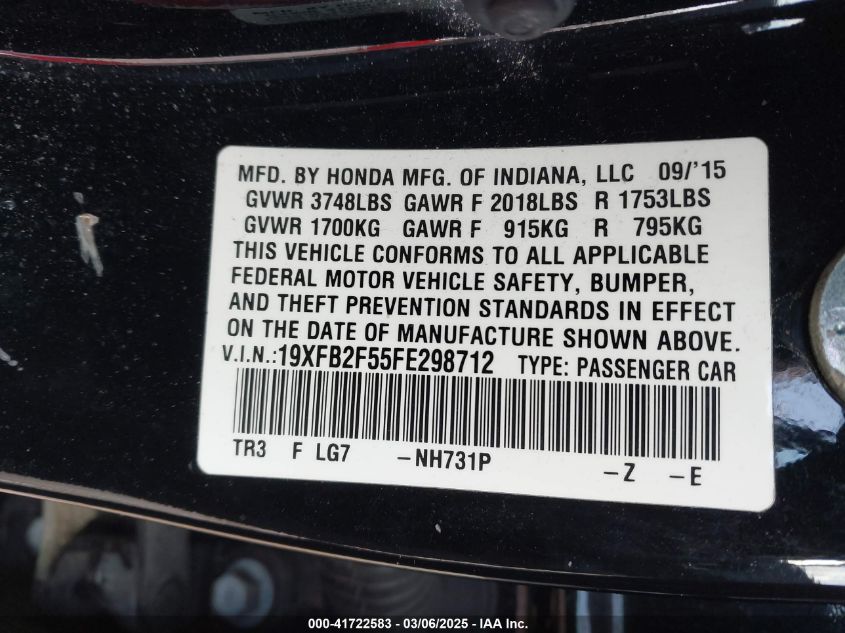 MFD. BY HONDA MFG. OF INDIANA, LLC 09/'15
GVWR 3748LBS GAWR F 2018LBS R 1753LBS
GVWR 1700KG GAWR F 915KG R 795KG
THIS VEHICLE CONFORMS TO ALL APPLICABLE
FEDERAL MOTOR VEHICLE SAFETY, BUMPER,
AND THEFT PREVENTION STANDARDS IN EFFECT
ON THE DATE OF MANUFACTURE SHOWN ABOVE.
V.I.N.:19XFB2F55FE298712 TYPE: PASSENGER CAR
TR3 F LG7 –NH731P –Z –E
000-41722583 - 03/06/2025 - IAA Inc.